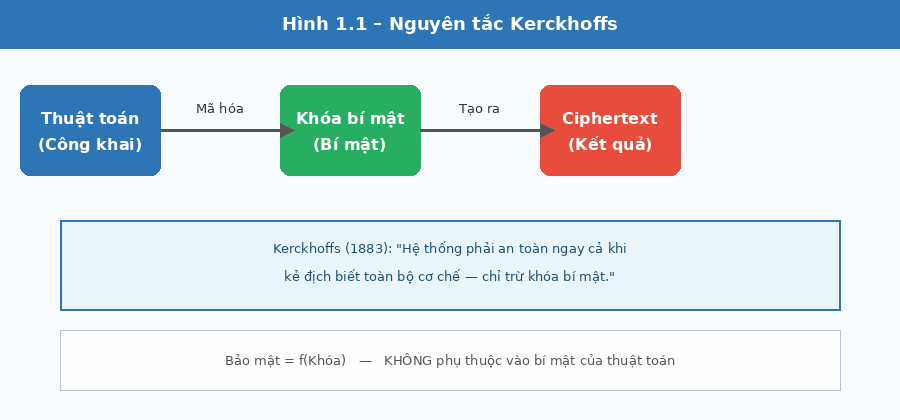 Hình 1.1 – Nguyên tắc Kerckhoffs
Thuật toán
(Công khai)
Mã hóa
Khóa bí mật
(Bí mật)
Tạo ra
Ciphertext
(Kết quả)
Kerckhoffs (1883): "Hệ thống phải an toàn ngay cả khi
kẻ địch biết toàn bộ cơ chế — chỉ trừ khóa bí mật."
Bảo mật = f(Khóa) — KHÔNG phụ thuộc vào bí mật của thuật toán